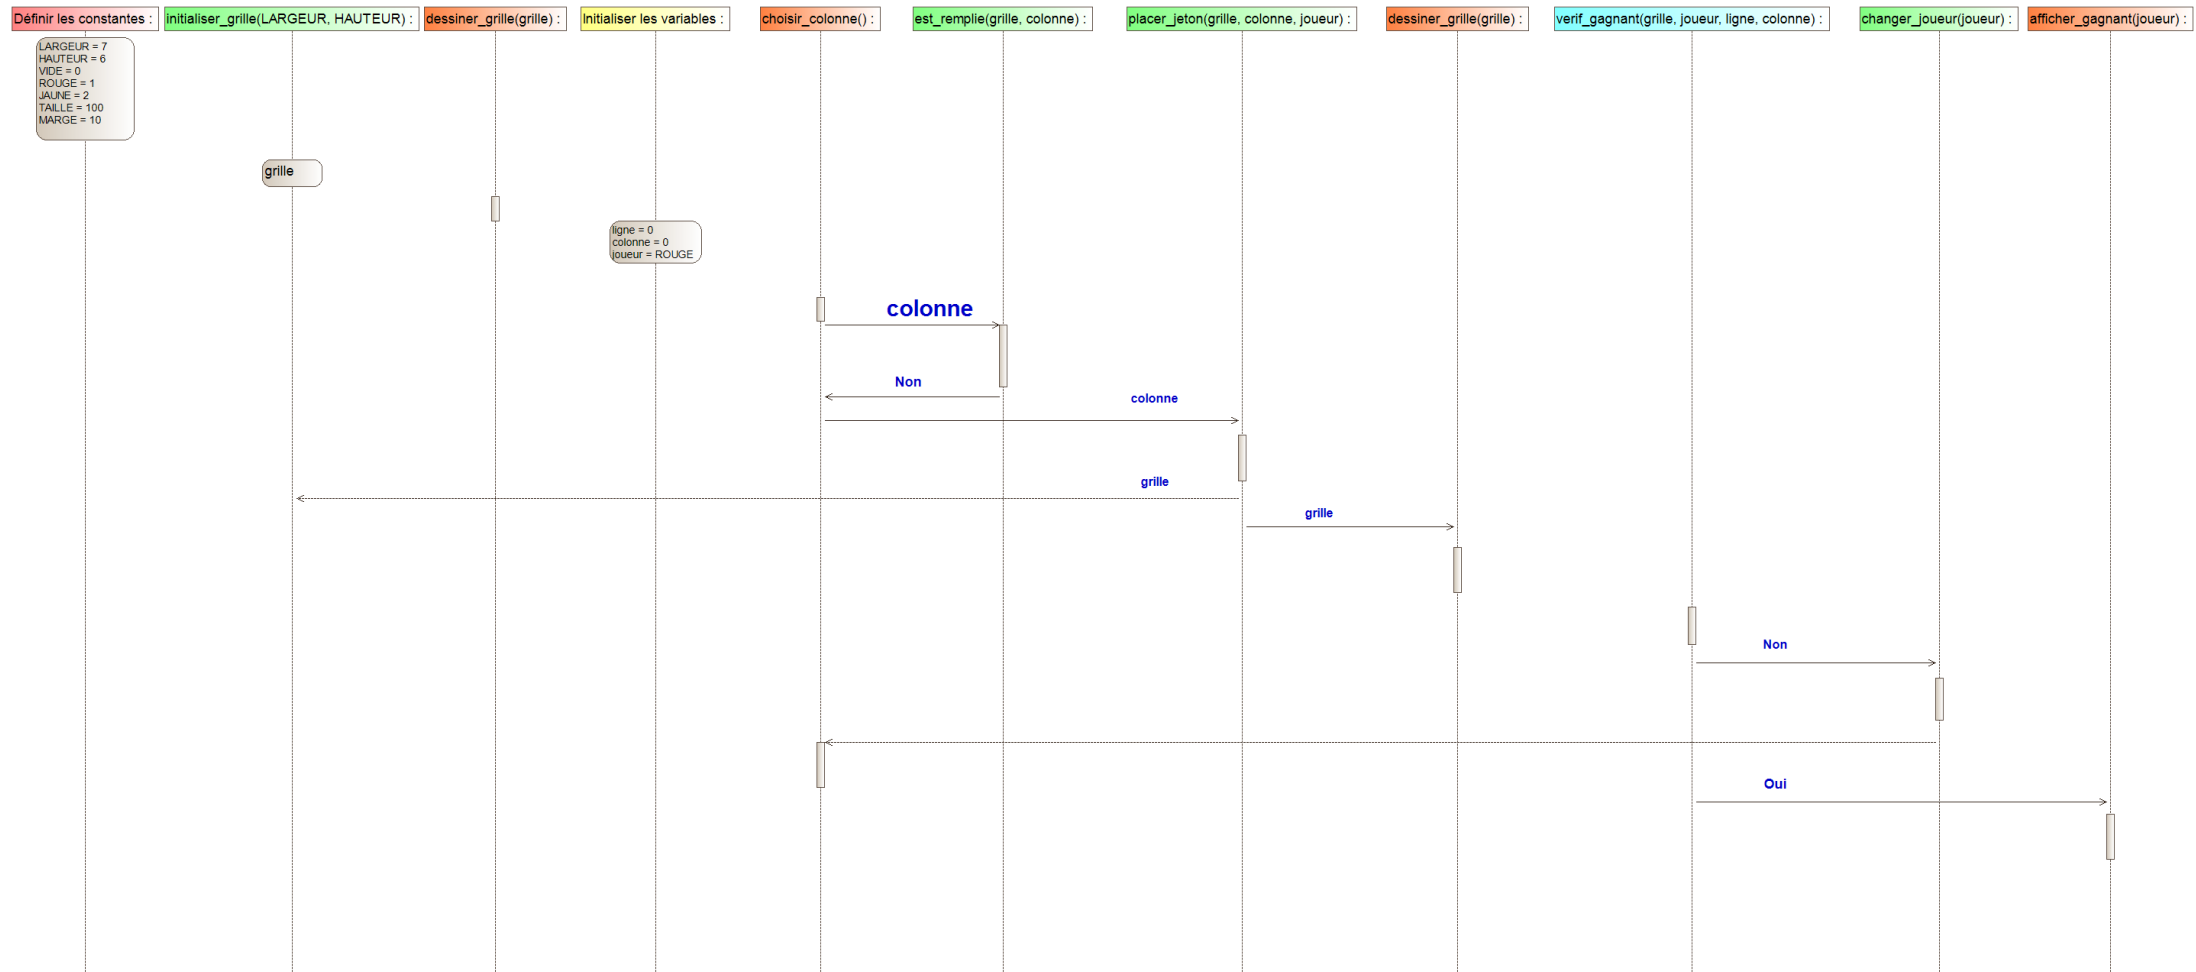 Définir les constantes :
initialiser_grille(LARGEUR, HAUTEUR) :
dessiner_grille(grille) :
Initialiser les variables :
choisir_colonne() :
est_remplie(grille, colonne) :
placer_jeton(grille, colonne, joueur) :
dessiner_grille(grille) :
verif_gagnant(grille, joueur, ligne, colonne) :
changer_joueur(joueur) :
afficher_gagnant(joueur) :
LARGEUR = 7
HAUTEUR = 6
VIDE = 0
ROUGE = 1
JAUNE = 2
TAILLE = 100
MARGE = 10
grille
ligne = 0
colonne = 0
joueur = ROUGE
colonne
Non
colonne
grille
grille
Non
Oui